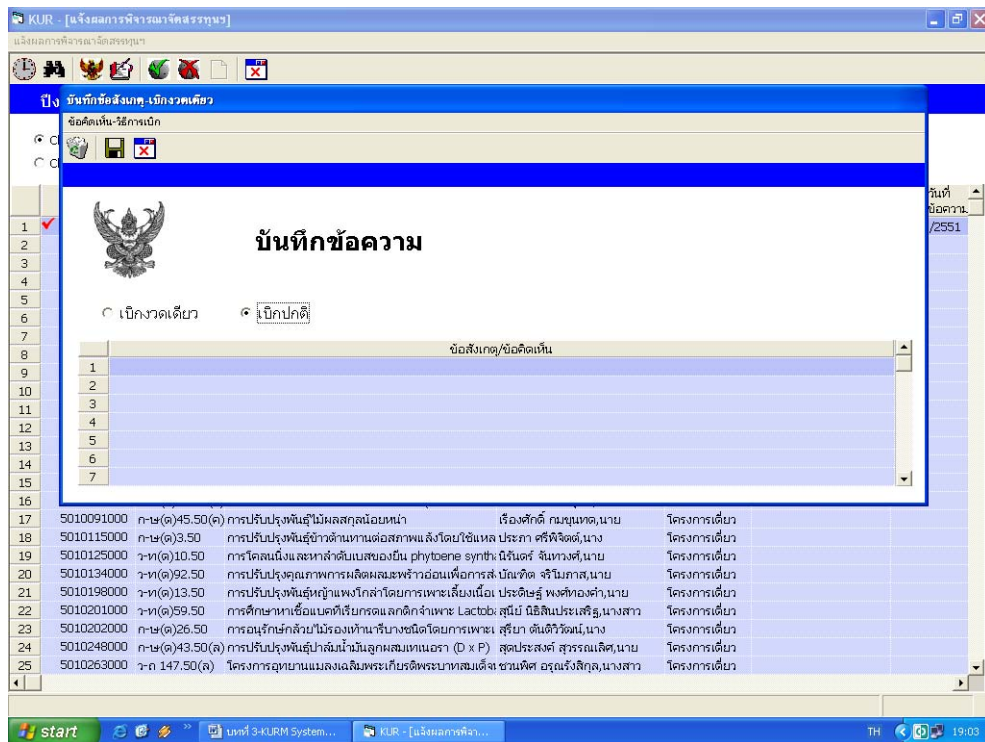 KUR - [แจ้งผลการพิจารณาจัดสรรทุนฯ]
แจ้งผลการพิจารณาจัดสรรทุนฯ
ปีง
บันทึกข้อสังเกตุ-เบิกงวดเดียว
ข้อคิดเห็น-วิธีการเบิก
วันที่
ข้อความ
/2551
บันทึกข้อความ
เบิกงวดเดียว เบิกปกติ
ข้อสังเกตุ/ข้อคิดเห็น
1
2
3
4
5
6
7
1
2
3
4
5
6
7
8
9
10
11
12
13
14
15
16
17 5010091000 ก-ษ(ด)45.50(ค) การปรับปรุงพันธุ์ไม้ผลสกุลน้อยหน่า เรืองศักดิ์ กมขุนทด,นาย โครงการเดี่ยว
18 5010115000 ก-ษ(ด)3.50 การปรับปรุงพันธุ์ข้าวต้านทานต่อสภาพแล้งโดยใช้แหล ประภา ศรีพิจิตต์,นาย โครงการเดี่ยว
19 5010125000 ว-ท(ด)10.50 การโคลนนิ่งและหาลำดับเบสของยีน phytoene synth นิรันดร์ จันทวงศ์,นาย โครงการเดี่ยว
20 5010134000 ว-ท(ด)92.50 การปรับปรุงคุณภาพการผลิตผลมะพร้าวอ่อนเพื่อการส่ บัณฑิต จริโมภาส,นาย โครงการเดี่ยว
21 5010198000 ว-ท(ด)13.50 การปรับปรุงพันธุ์หญ้าแพงโกล่าโดยการเพาะเลี้ยงเนื้อเ ประดิษฐ์ พงศ์ทองคำ,นาย โครงการเดี่ยว
22 5010201000 ว-ท(ด)59.50 การศึกษาหาเชื้อแบคทีเรียกรดแลกติกจำเพาะ Lactob สุนีย์ นิธิสินประเสริฐ,นางสาว โครงการเดี่ยว
23 5010202000 ก-ษ(ด)26.50 การอนุรักษ์กล้วยไม้รองเท้านารีบางชนิดโดยการเพาะเ สุรียา ตันติวิวัฒน์,นาง โครงการเดี่ยว
24 5010248000 ก-ษ(ด)43.50(ล) การปรับปรุงพันธุ์ปาล์มน้ำมันลูกผสมเทเนอรา (D x P) สุดประสงค์ สุวรรณเลิศ,นาย โครงการเดี่ยว
25 5010263000 ว-ถ 147.50(ล) โครงการอุทยานแมลงเฉลิมพระเกียรติพระบาทสมเด็จ ชวนพิศ อรุณรังสิกุล,นางสาว โครงการเดี่ยว
start บทที่ 3-KURM System... KUR - [แจ้งผลการพิจา... TH 19:03